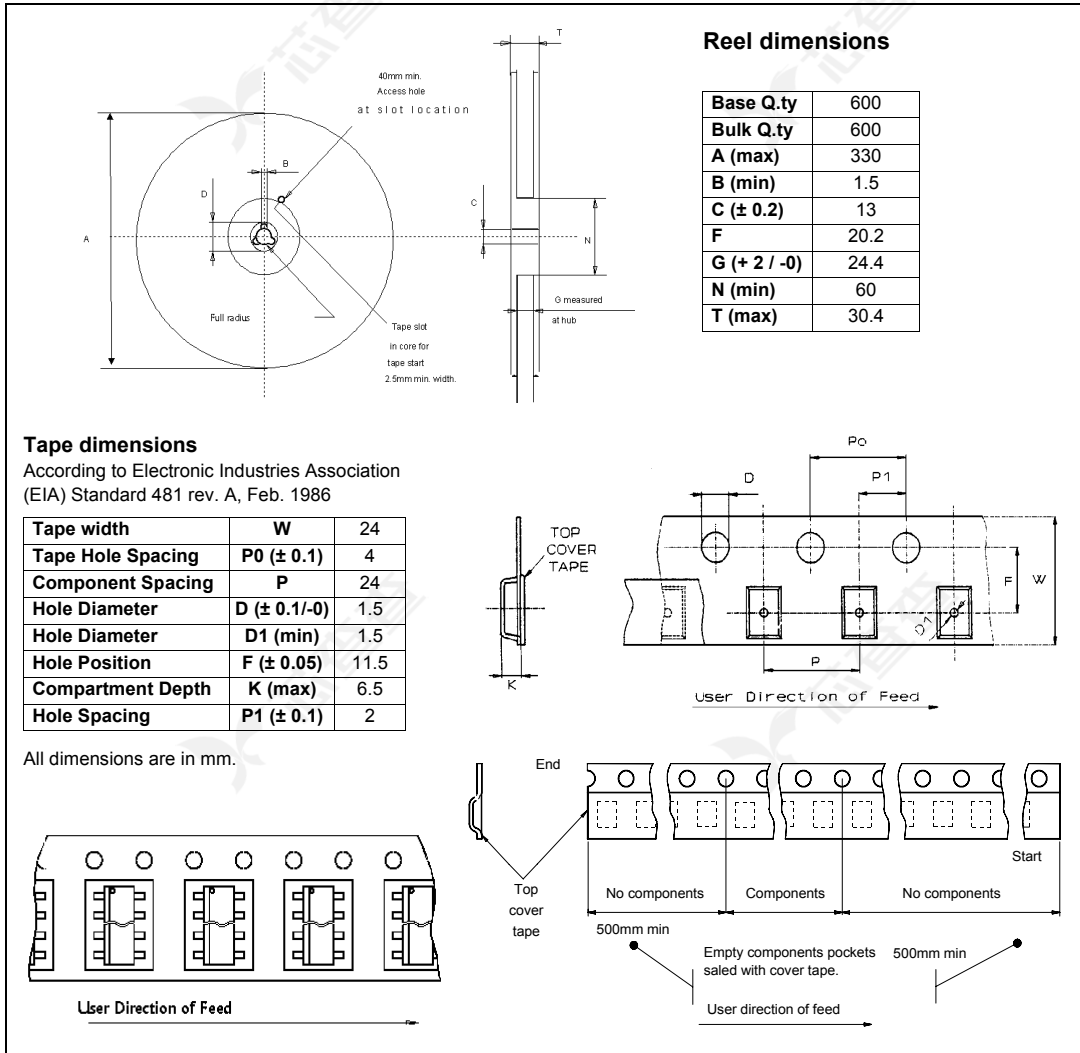 Reel dimensions
Base Q.ty 600
Bulk Q.ty 600
A (max) 330
B (min) 1.5
C (± 0.2) 13
F 20.2
G (+ 2 / -0) 24.4
N (min) 60
T (max) 30.4
T
40mm min.
Access hole
at slot location
B
D
C
A
N
G measured
at hub
Full radius
Tape slot
in core for
tape start
2.5mm min. width.
Tape dimensions
According to Electronic Industries Association
(EIA) Standard 481 rev. A, Feb. 1986
Tape width W 24
Tape Hole Spacing P0 (± 0.1) 4
Component Spacing P 24
Hole Diameter D (± 0.1/-0) 1.5
Hole Diameter D1 (min) 1.5
Hole Position F (± 0.05) 11.5
Compartment Depth K (max) 6.5
Hole Spacing P1 (± 0.1) 2
All dimensions are in mm.
Po
D
P1
TOP
COVER
TAPE
F
W
D1
K
P
User Direction of Feed
End
Start
Top
cover
tape
No components
Components
No components
500mm min
Empty components pockets
saled with cover tape.
500mm min
User direction of feed
User Direction of Feed
芯查查